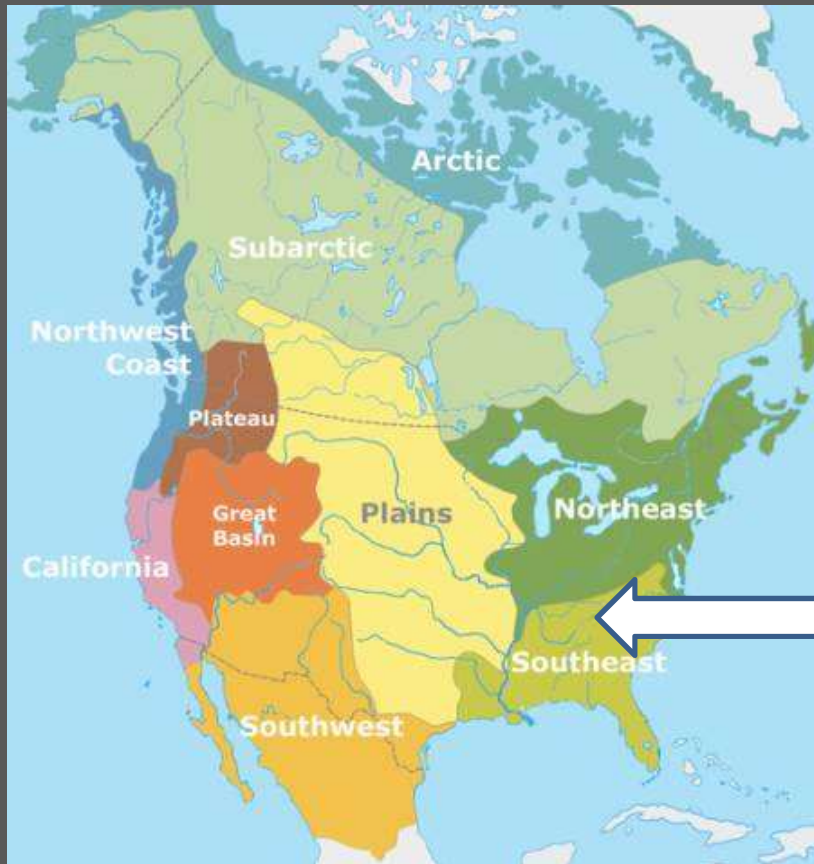 Arctic
Subarctic
Northwest
Coast
Plateau
Great
Basin
Plains
Northeast
California
Southeast
Southwest